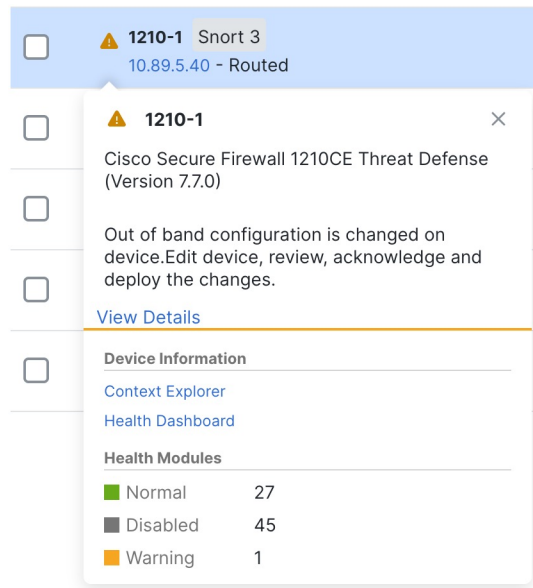 1210-1 Snort 3
10.89.5.40 - Routed
1210-1
Cisco Secure Firewall 1210CE Threat Defense
(Version 7.7.0)
Out of band configuration is changed on
device.Edit device, review, acknowledge and
deploy the changes.
View Details
Device Information
Context Explorer
Health Dashboard
Health Modules
Normal 27
Disabled 45
Warning 1